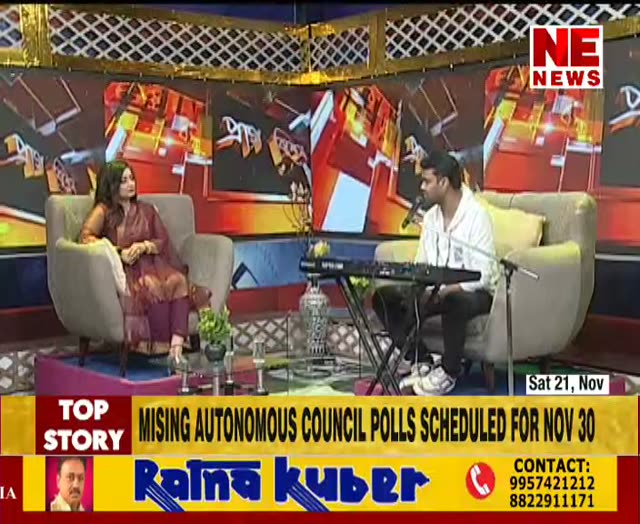 NE
NEWS
Sat 21, Nov
TOP
STORY
MISING AUTONOMOUS COUNCIL POLLS SCHEDULED FOR NOV 30
IA
Ratna Kuber
CONTACT:
9957421212
8822911171